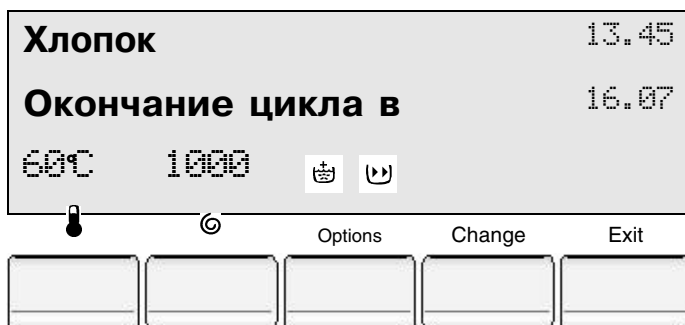 Хлопок 13.45
Окончание цикла в 16.07
60°C 1000
Options Change Exit